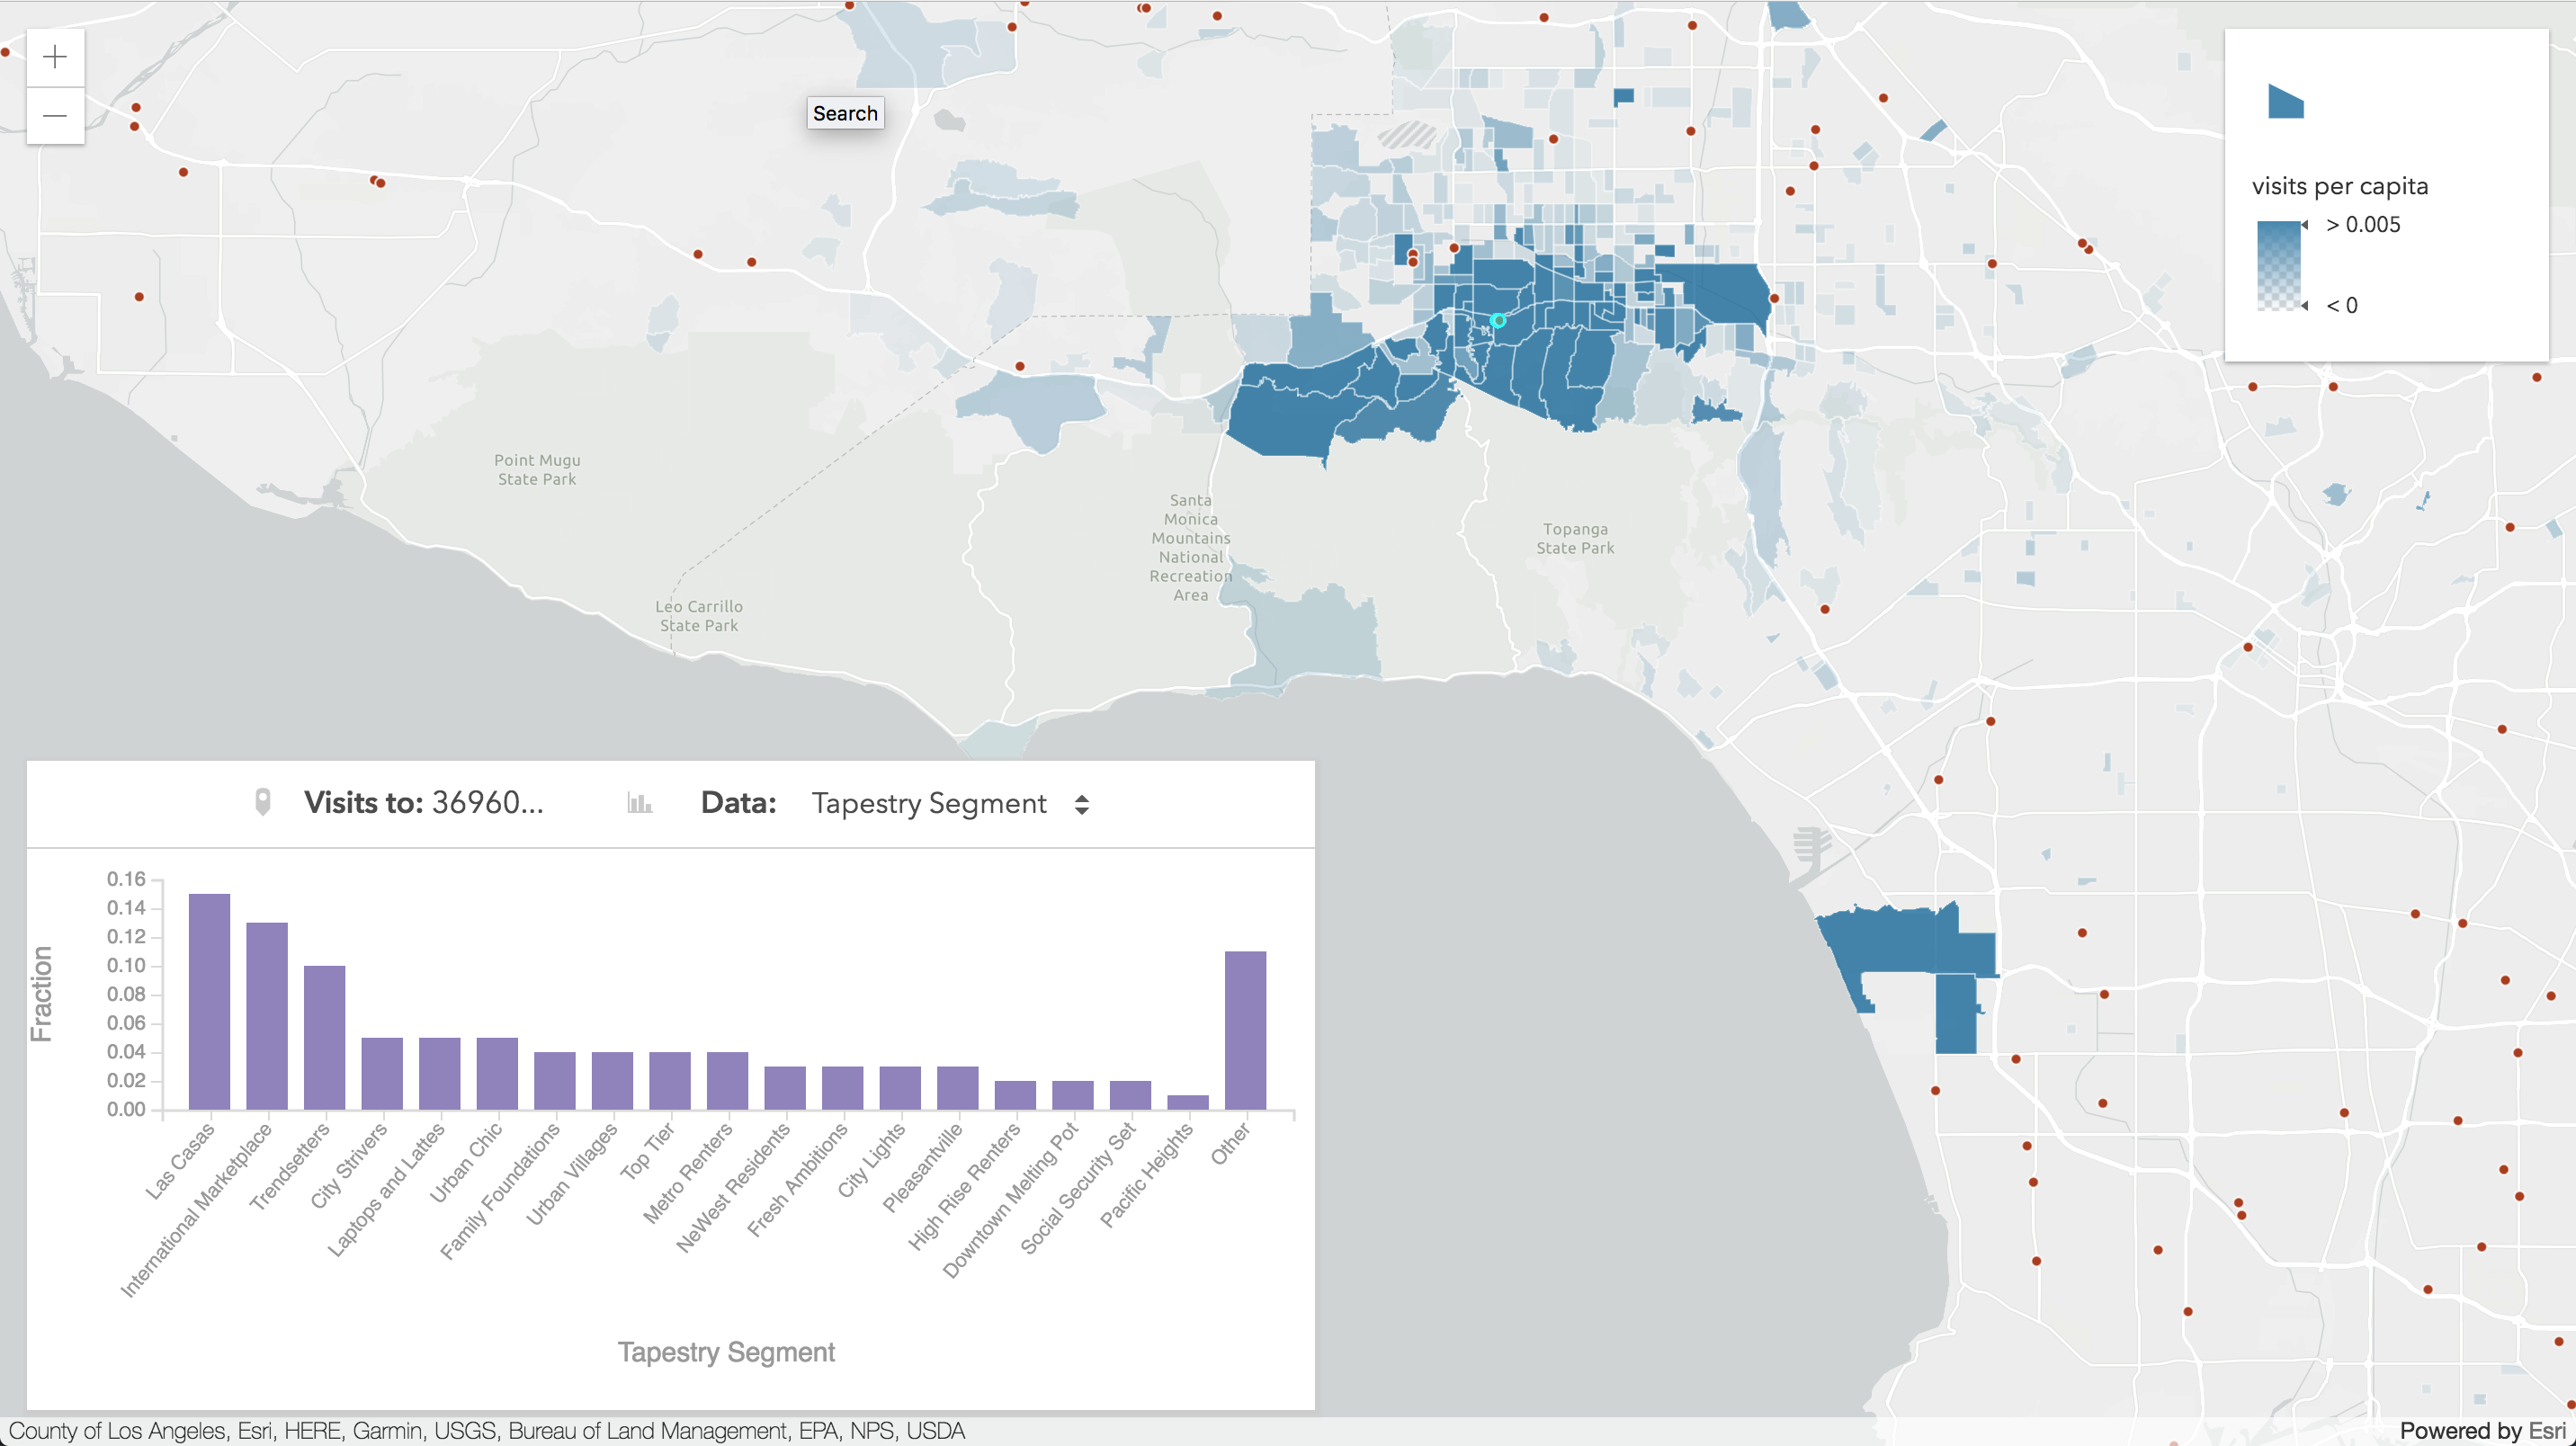 +
Search
−
visits per capita
> 0.005
< 0
Point Mugu
State Park
Santa
Monica
Mountains
National
Recreation
Area
Topanga
State Park
Leo Carrillo
State Park
Visits to: 36960...
Data: Tapestry Segment
0.16
0.14
0.12
0.10
0.08
0.06
0.04
0.02
0.00
Fraction
Las Casas
International Marketplace
Trendsetters
City Strivers
Laptops and Lattes
Urban Chic
Family Foundations
Urban Villages
Top Tier
Metro Renters
NeWest Residents
Fresh Ambitions
City Lights
Pleasantville
High Rise Renters
Downtown Melting Pot
Social Security Set
Pacific Heights
Other
Tapestry Segment
County of Los Angeles, Esri, HERE, Garmin, USGS, Bureau of Land Management, EPA, NPS, USDA
Powered by Esri